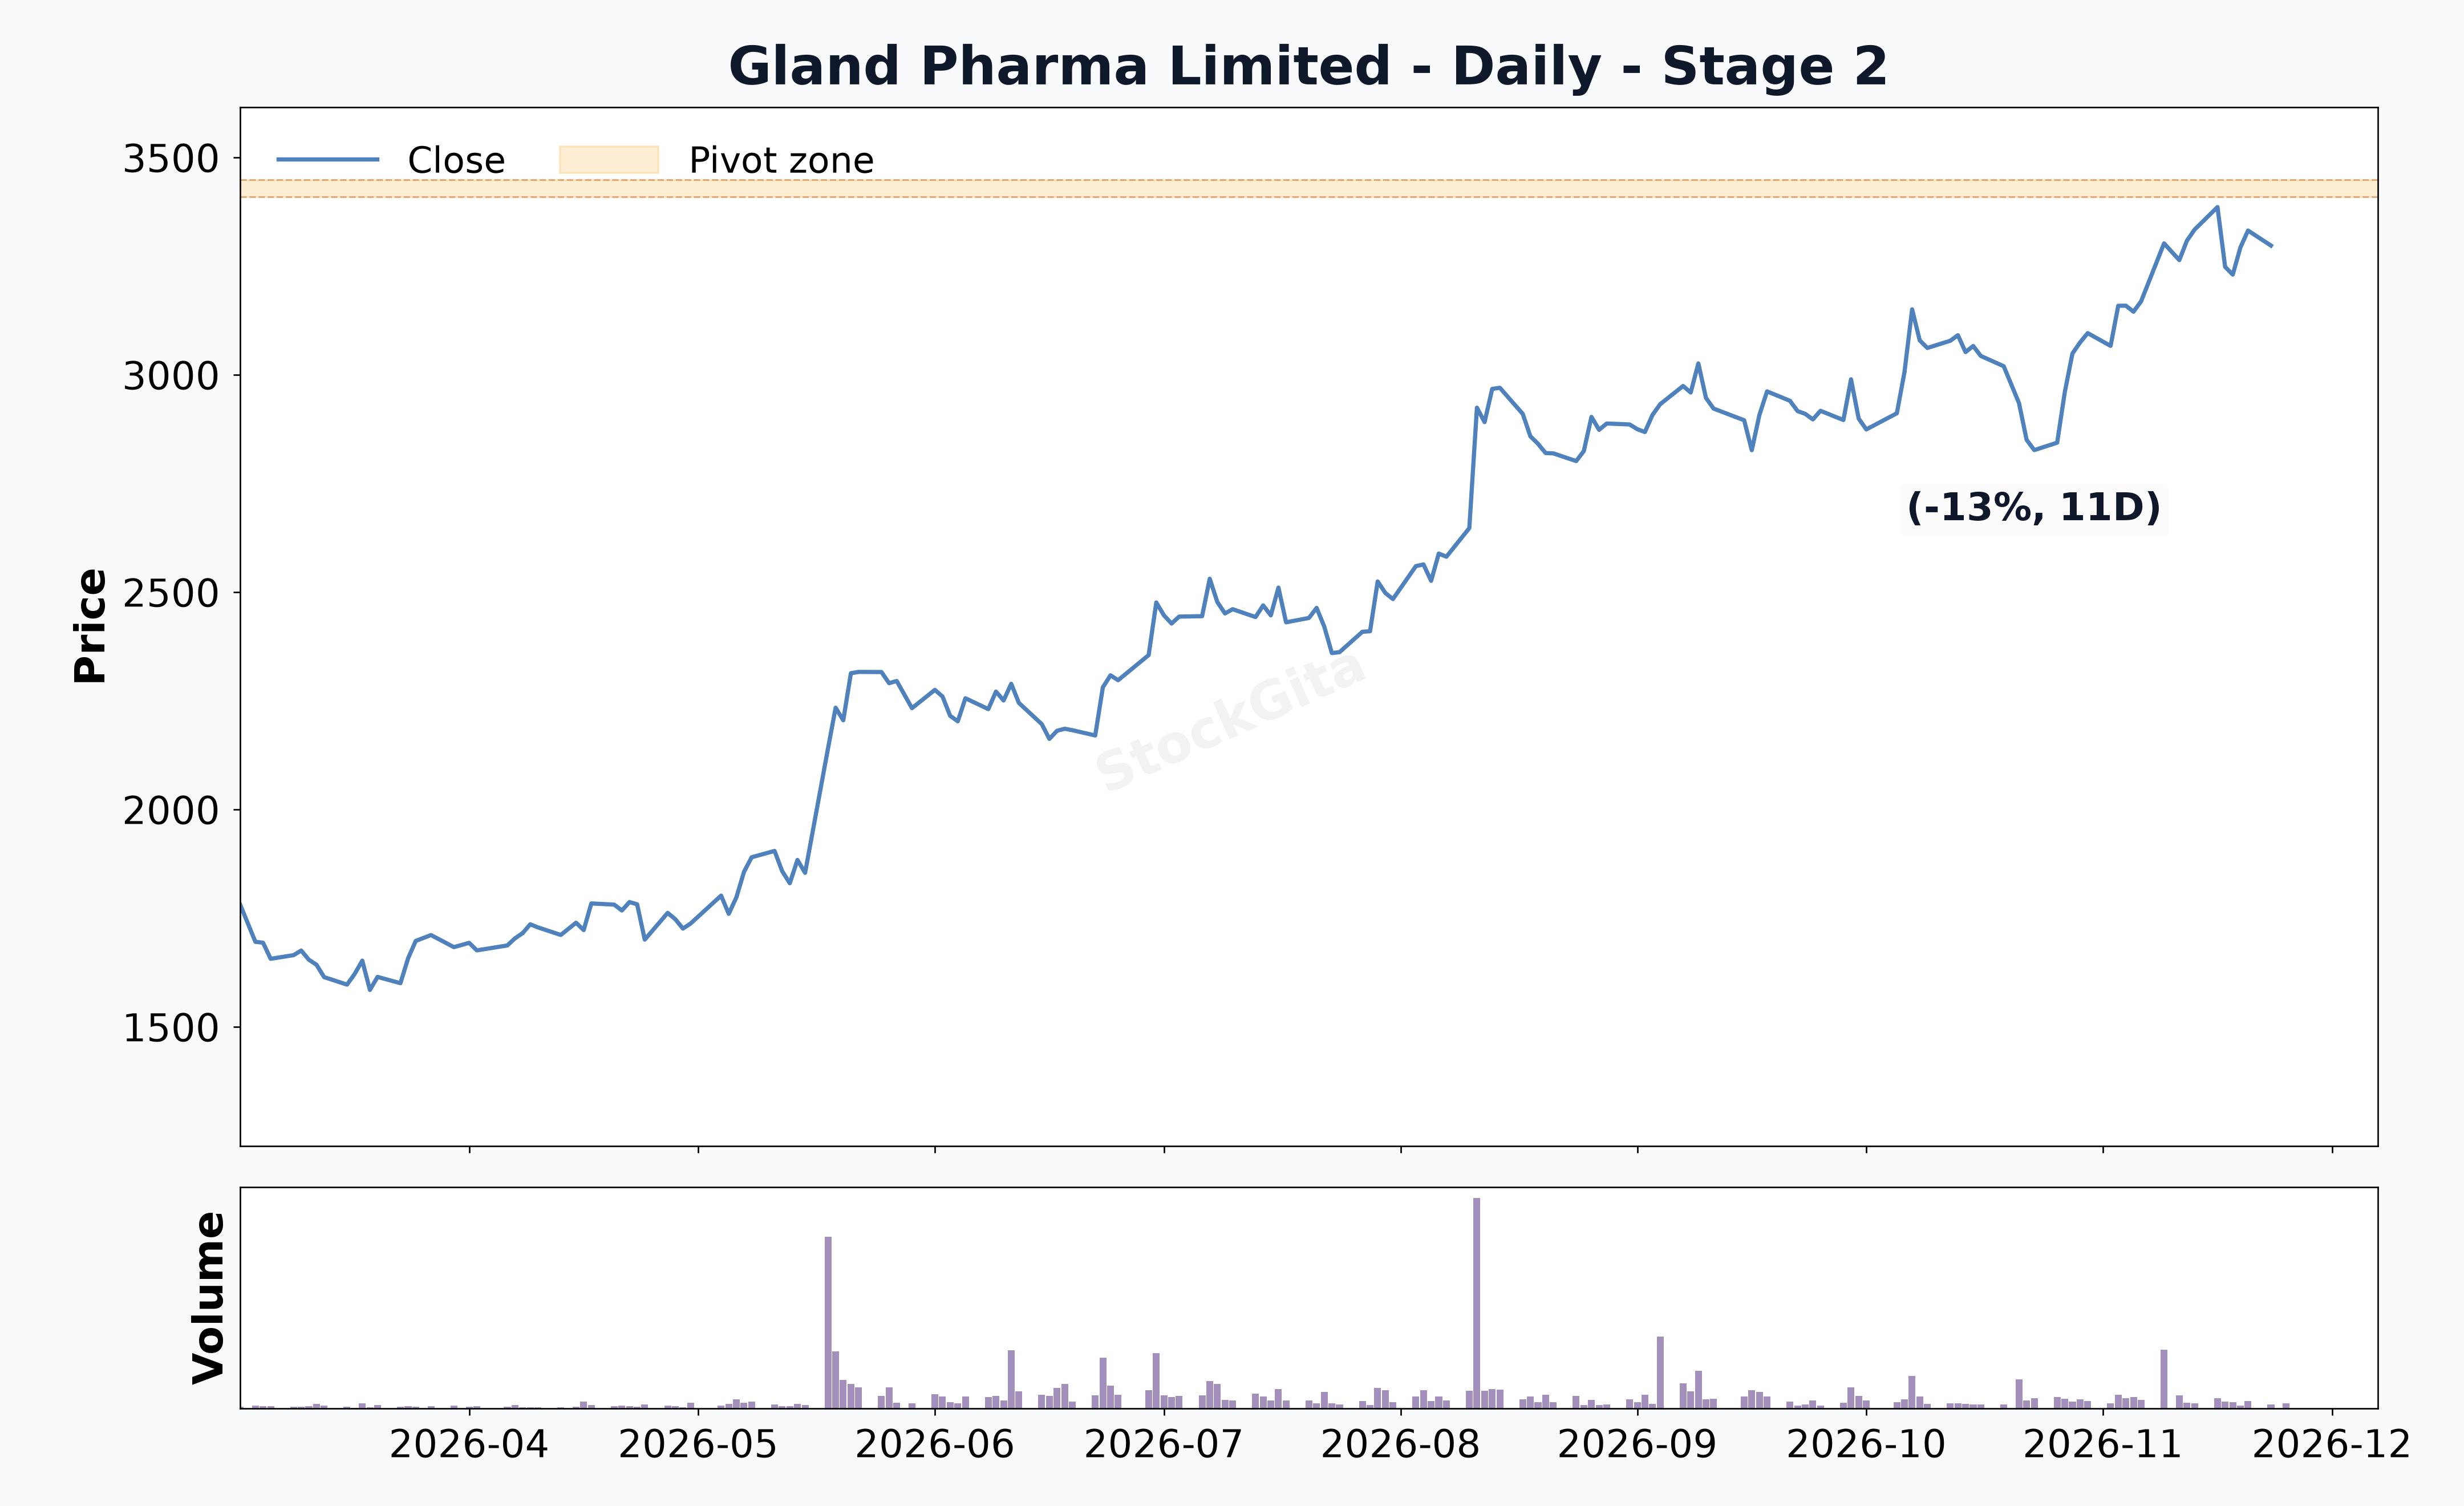 Gland Pharma Limited - Daily - Stage 2
Close
Pivot zone
3500
3000
2500
2000
1500
Price
(-13%, 11D)
StockGita
Volume
2026-04
2026-05
2026-06
2026-07
2026-08
2026-09
2026-10
2026-11
2026-12